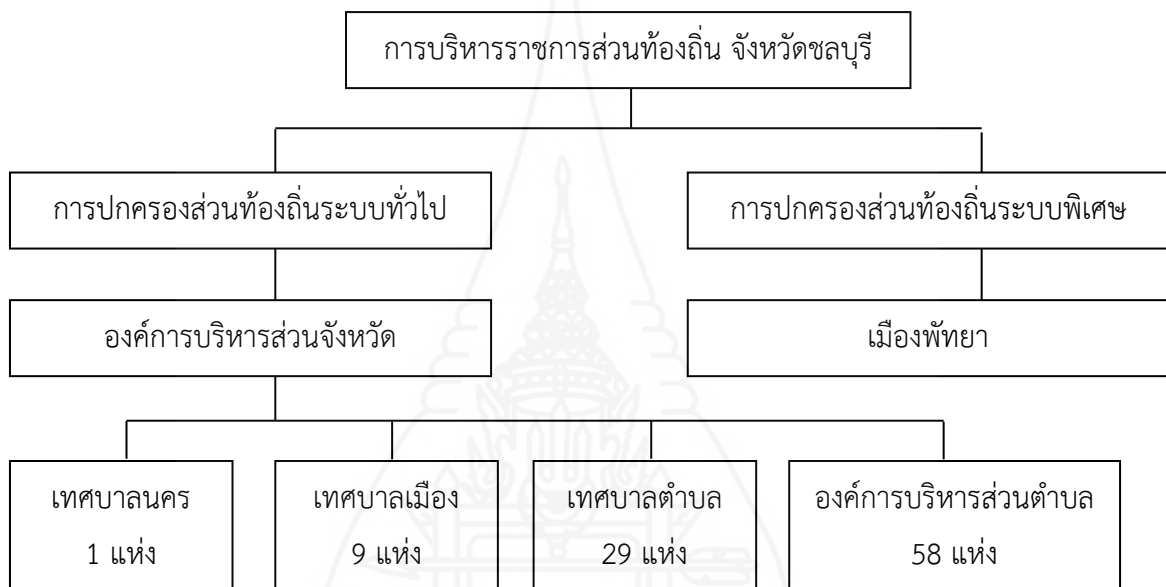 การบริหารราชการส่วนท้องถิ่น จังหวัดชลบุรี
การปกครองส่วนท้องถิ่นระบบทั่วไป
การปกครองส่วนท้องถิ่นระบบพิเศษ
องค์การบริหารส่วนจังหวัด
เมืองพัทยา
เทศบาลนคร
1 แห่ง
เทศบาลเมือง
9 แห่ง
เทศบาลตำบล
29 แห่ง
องค์การบริหารส่วนตำบล
58 แห่ง